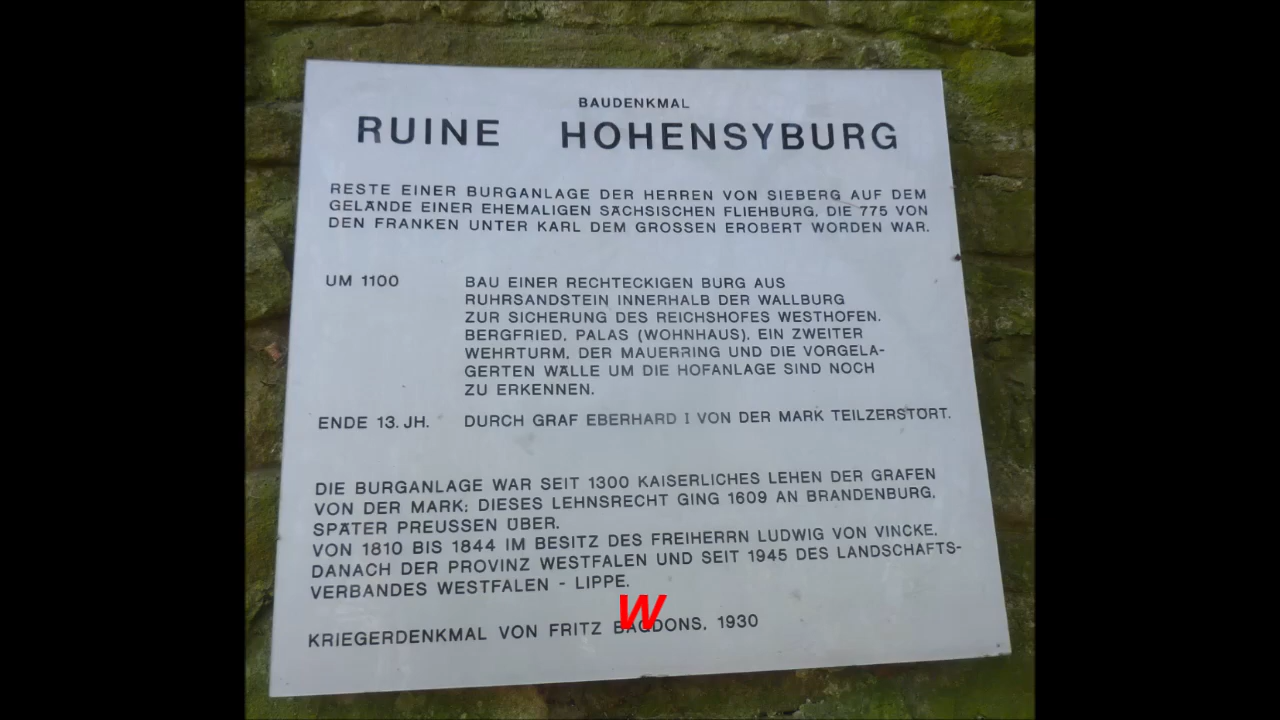 BAUDENKMAL
RUINE HOHENSYBURG
RESTE EINER BURGANLAGE DER HERREN VON SIEBERG AUF DEM
GELÄNDE EINER EHEMALIGEN SÄCHSISCHEN FLIEHBURG, DIE 775 VON
DEN FRANKEN UNTER KARL DEM GROSSEN EROBERT WORDEN WAR.
UM 1100 BAU EINER RECHTECKIGEN BURG AUS
RUHRSANDSTEIN INNERHALB DER WALLBURG
ZUR SICHERUNG DES REICHSHOFES WESTHOFEN.
BERGFRIED, PALAS (WOHNHAUS), EIN ZWEITER
WEHRTURM, DER MAUERRING UND DIE VORGELA-
GERTEN WÄLLE UM DIE HOFANLAGE SIND NOCH
ZU ERKENNEN.
ENDE 13. JH. DURCH GRAF EBERHARD I VON DER MARK TEILZERSTÖRT.
DIE BURGANLAGE WAR SEIT 1300 KAISERLICHES LEHEN DER GRAFEN
VON DER MARK; DIESES LEHNSRECHT GING 1609 AN BRANDENBURG,
SPÄTER PREUSSEN ÜBER.
VON 1810 BIS 1844 IM BESITZ DES FREIHERRN LUDWIG VON VINCKE,
DANACH DER PROVINZ WESTFALEN UND SEIT 1945 DES LANDSCHAFTS-
VERBANDES WESTFALEN - LIPPE.
W
KRIEGERDENKMAL VON FRITZ BAGDONS, 1930